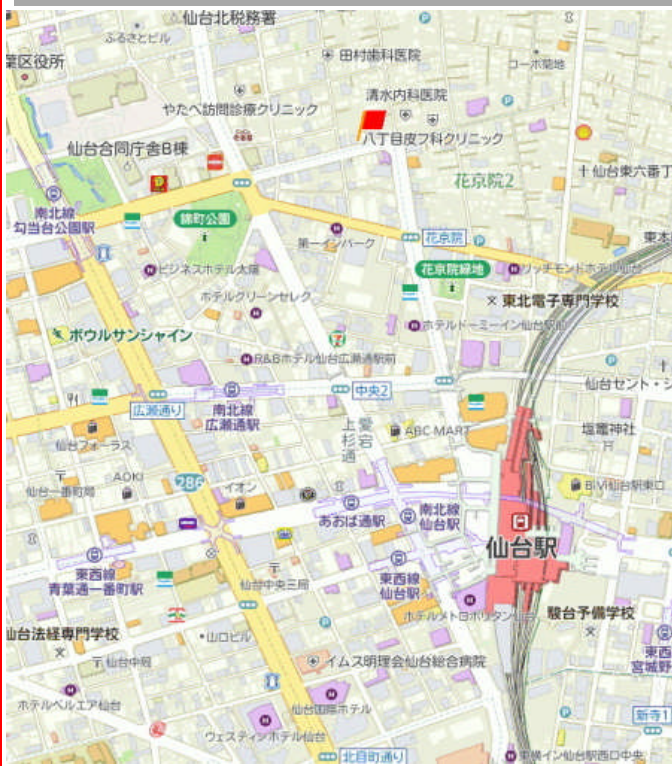 仙台北税務署
ふるさとビル
葉区役所
田村歯科医院
コーポ菊地
清水内科医院
やたべ訪問診療クリニック
八丁目皮フ科クリニック
仙台合同庁舎B棟
仙台東六番丁
花京院2
南北線
勾当台公園駅
錦町公園
第一インパーク
花京院
東本
花京院緑地
ビジネスホテル太陽
リッチモンドホテル仙台
ホテルグリーンセレク
東北電子専門学校
ホテルドーミーイン仙台駅前
ボウルサンシャイン
R&Bホテル仙台広瀬通駅前
中央2
仙台セント・シ
広瀬通り
南北線
広瀬通駅
愛宕
上杉通
ABC-MART
塩竈神社
仙台フォーラス
AOKI
仙台一番町局
286
イオン
BiVi仙台駅東口
あおば通駅
南北線
仙台駅
仙台駅
東西線
青葉通一番町駅
仙台中央三局
東西線
仙台駅
ホテルメトロポリタン仙台
駿台予備学校
仙台法経専門学校
山口ビル
仙台中局
イムス明理会仙台総合病院
東西
宮城野
ホテルベルエア仙台
仙台国際ホテル
新寺1
ウェスティンホテル仙台
北目町通り
東横イン仙台駅西口中央